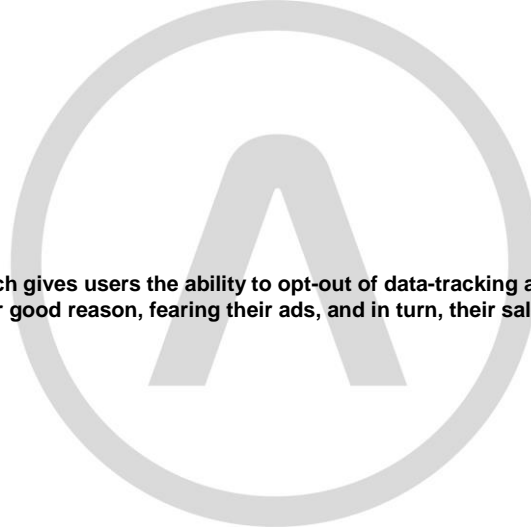 ch gives users the ability to opt-out of data-tracking a
r good reason, fearing their ads, and in turn, their sal